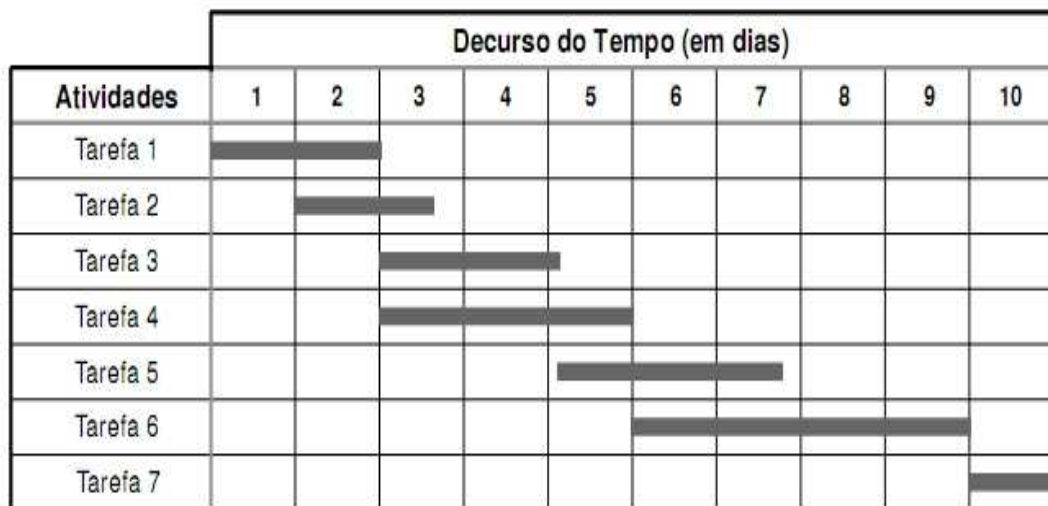 Decurso do Tempo (em dias)
Atividades 1 2 3 4 5 6 7 8 9 10
Tarefa 1
Tarefa 2
Tarefa 3
Tarefa 4
Tarefa 5
Tarefa 6
Tarefa 7